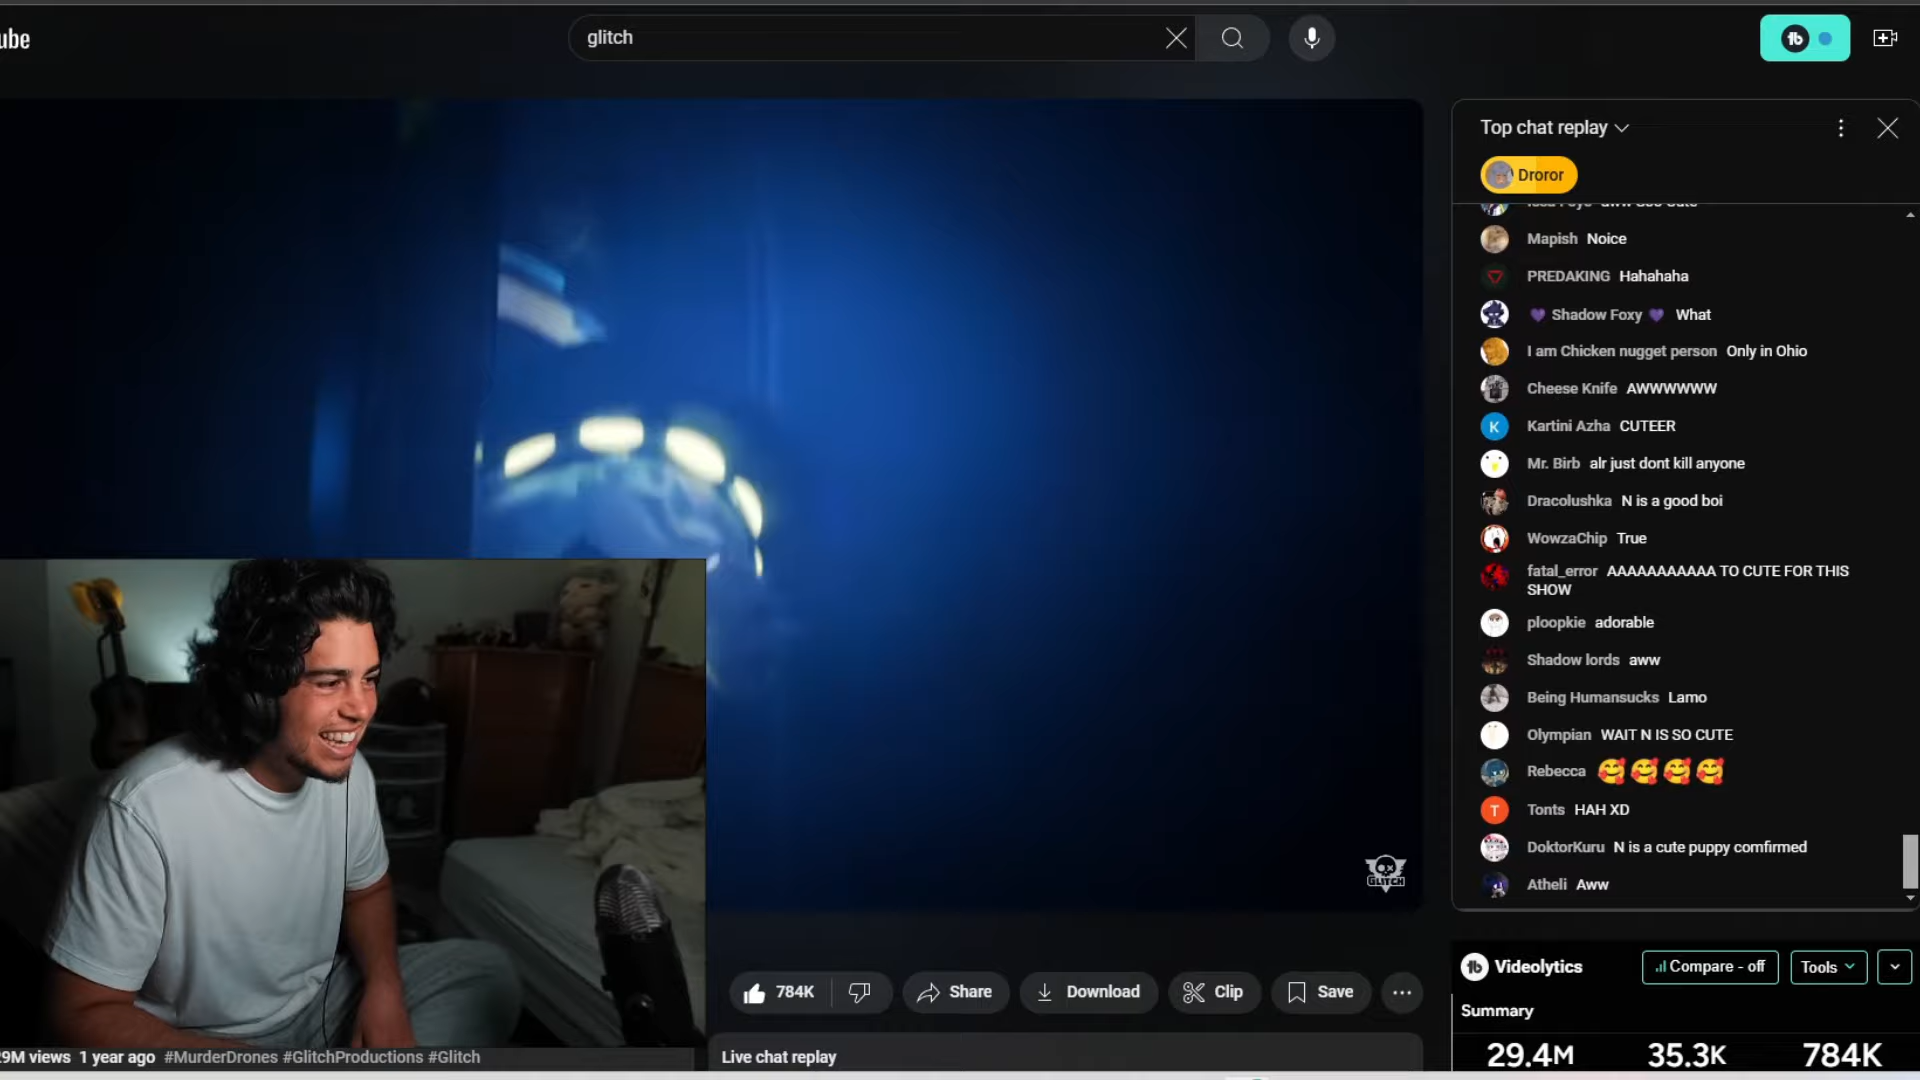 ube
glitch
Top chat replay
Droror
Mapish Noice
PREDAKING Hahahaha
💜 Shadow Foxy 💜 What
I am Chicken nugget person Only in Ohio
Cheese Knife AWWWWWW
K
Kartini Azha CUTEER
Mr. Birb alr just dont kill anyone
Dracolushka N is a good boi
WowzaChip True
fatal_error AAAAAAAAAAA TO CUTE FOR THIS
SHOW
ploopkie adorable
Shadow lords aww
Being Humansucks Lamo
Olympian WAIT N IS SO CUTE
Rebecca 🥰 🥰 🥰 🥰
T
Tonts HAH XD
DoktorKuru N is a cute puppy comfirmed
Atheli Aww
GLITCH
784K
Share
Download
Clip
Save
Videolytics
Compare - off
Tools
Summary
29.4M 35.3K 784K
29M views 1 year ago #MurderDrones #GlitchProductions #Glitch
Live chat replay